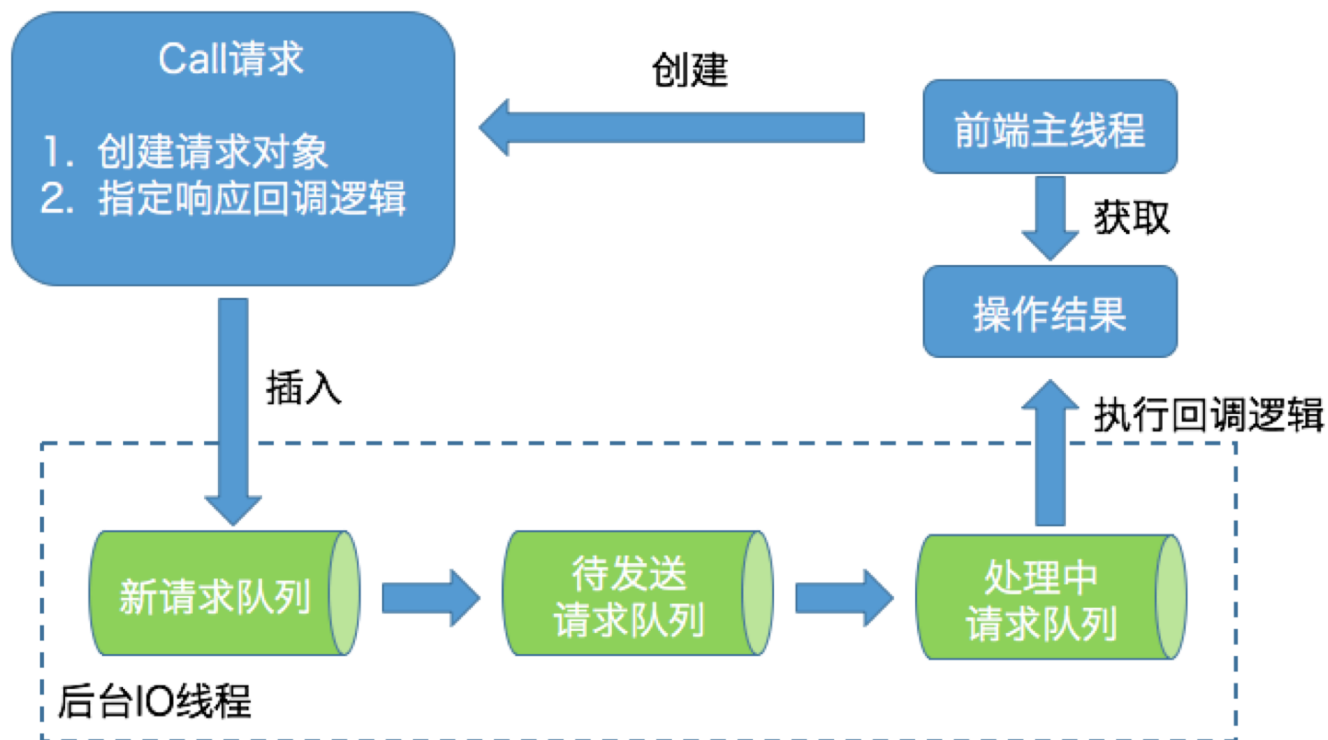 Call请求
1. 创建请求对象
2. 指定响应回调逻辑
创建
前端主线程
获取
操作结果
插入
执行回调逻辑
新请求队列
待发送
请求队列
处理中
请求队列
后台IO线程